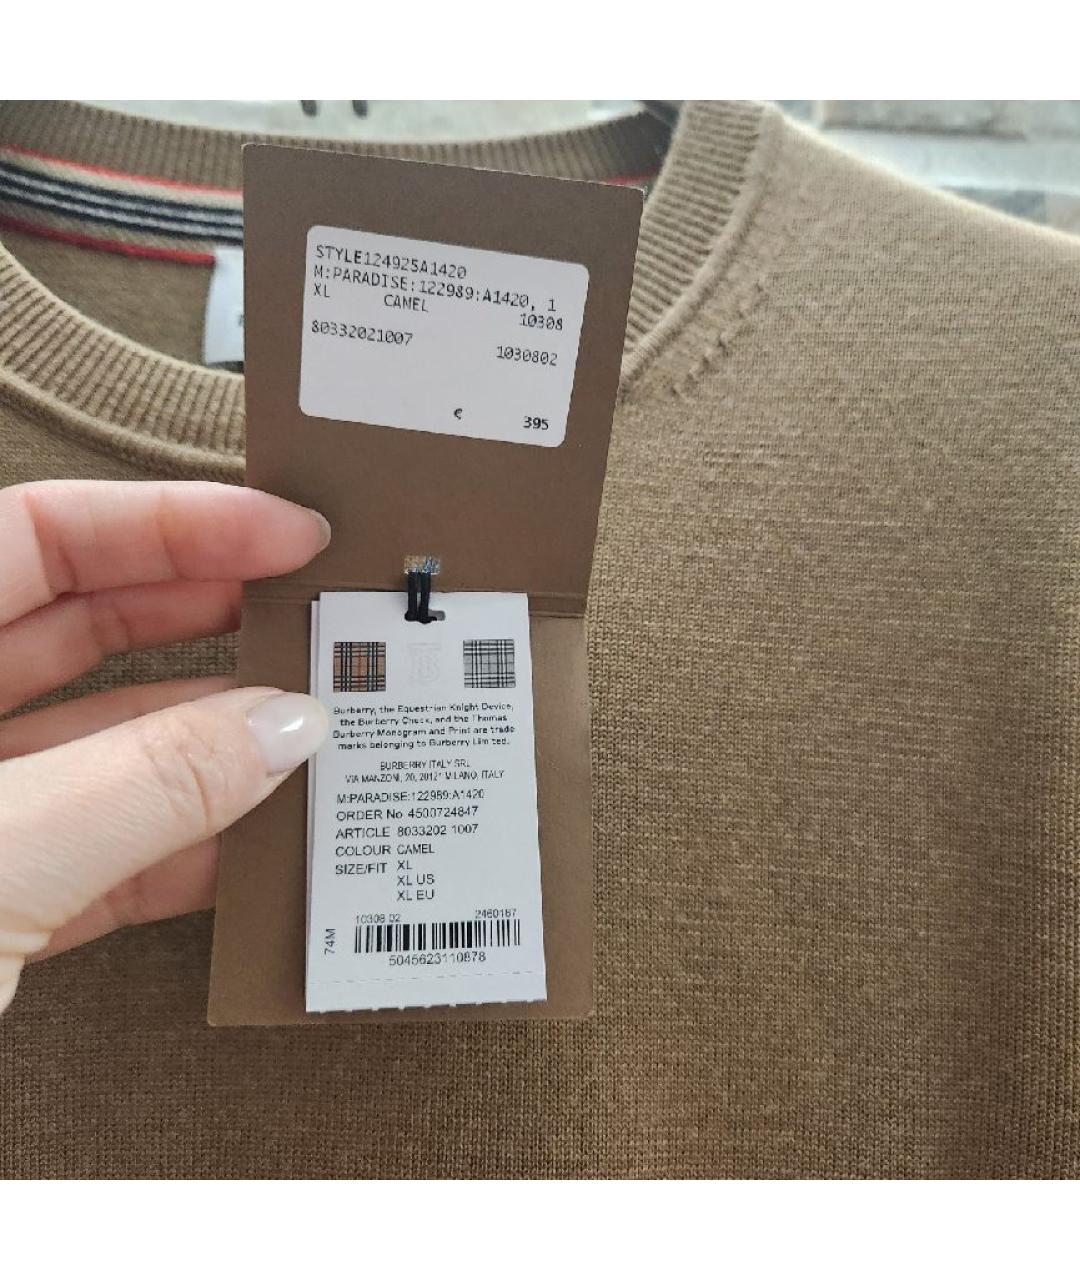 STYLE124925A1420
M:PARADISE:122989:A1420, 1
XL CAMEL 10308
80332021007 1030802
€ 395
Burberry, the Equestrian Knight Device,
the Burberry Check, and the Thomas
Burberry Monogram and Print are trade
marks belonging to Burberry Limited.
BURBERRY ITALY SRL
VIA MANZONI, 20, 20121 MILANO, ITALY
M:PARADISE:122989:A1420
ORDER No 4500724847
ARTICLE 8033202 1007
COLOUR CAMEL
SIZE/FIT XL
XL US
XL EU
10308 02 2460167
74M
5045623110878